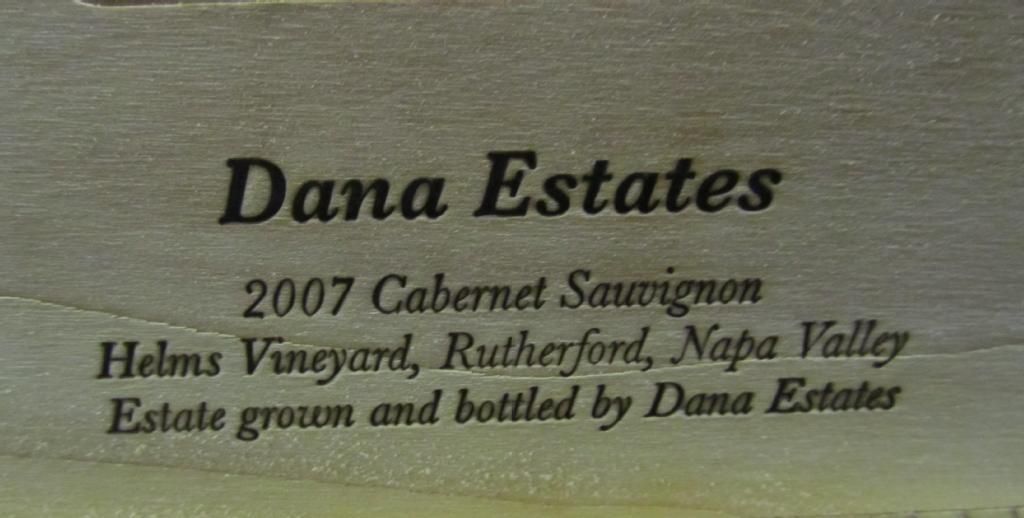 Dana Estates
2007 Cabernet Sauvignon
Helms Vineyard, Rutherford, Napa Valley
Estate grown and bottled by Dana Estates